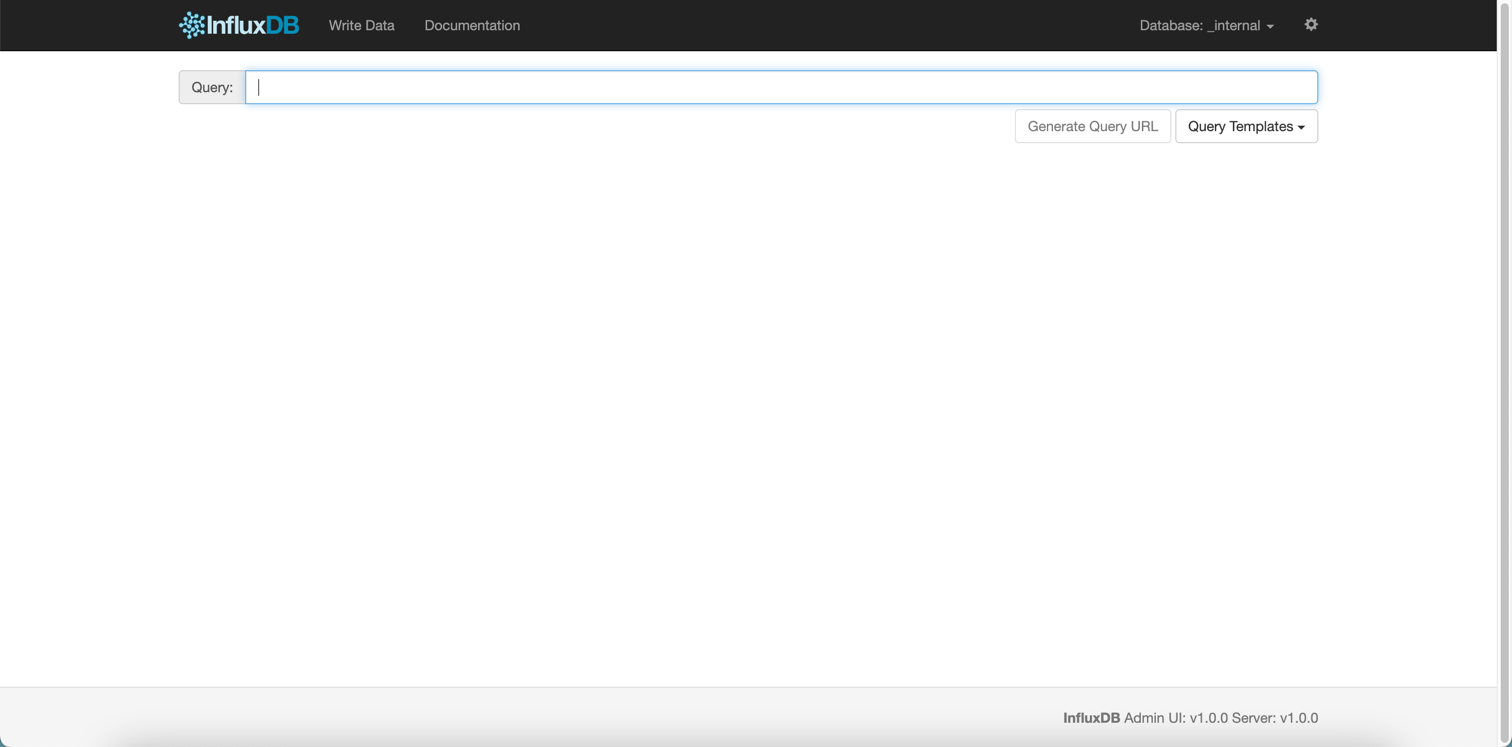 InfluxDB Write Data Documentation Database: _internal
Query:
Generate Query URL Query Templates
InfluxDB Admin UI: v1.0.0 Server: v1.0.0